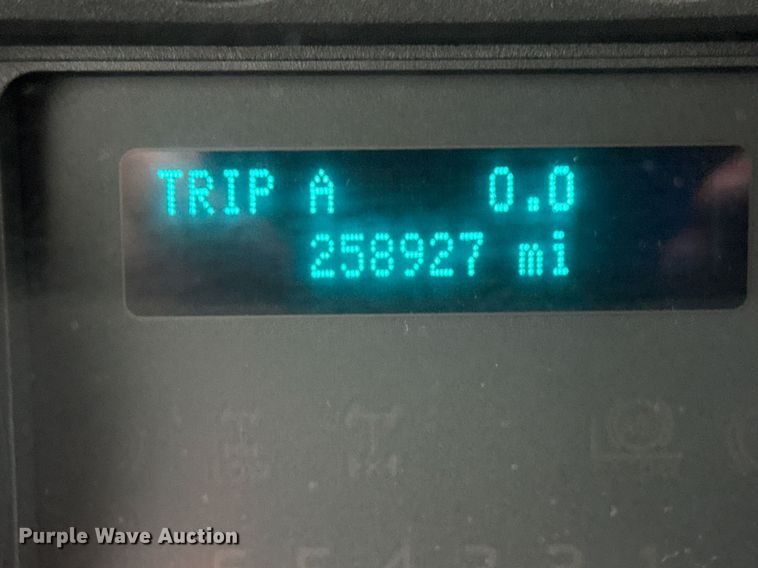 TRIP A 0.0
258927 mi
Purple Wave Auction